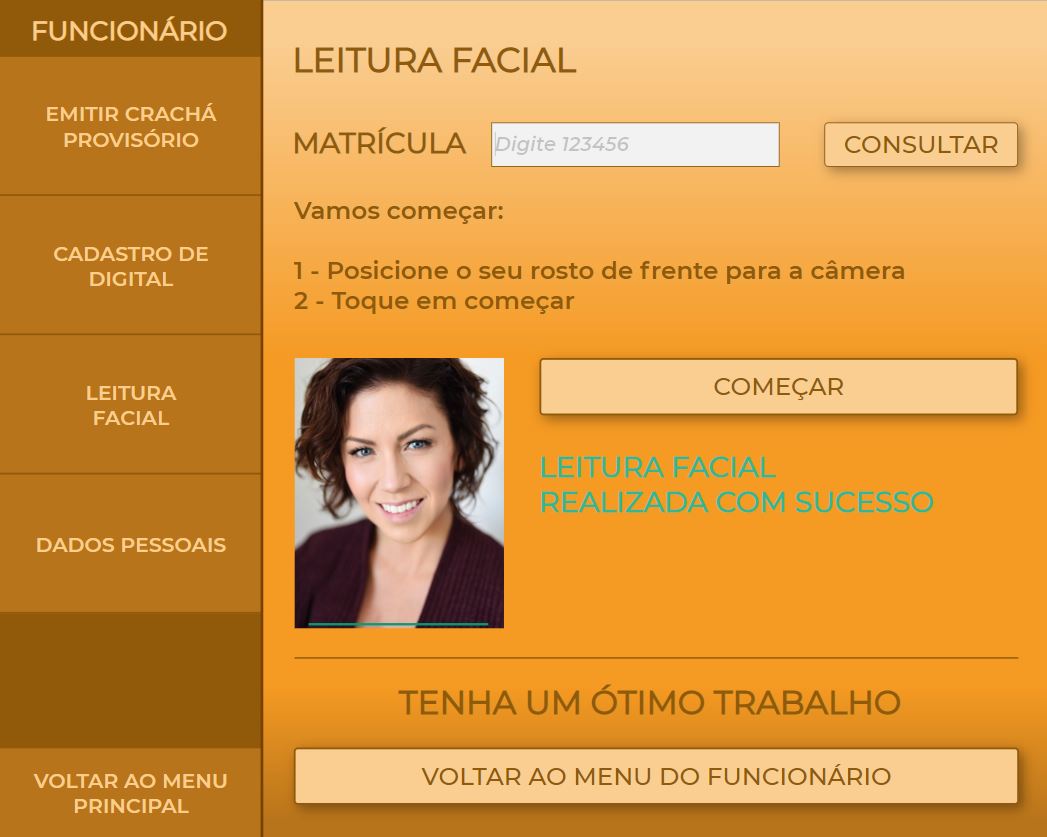 FUNCIONÁRIO
EMITIR CRACHÁ
PROVISÓRIO
CADASTRO DE
DIGITAL
LEITURA
FACIAL
DADOS PESSOAIS
VOLTAR AO MENU
PRINCIPAL
LEITURA FACIAL
MATRÍCULA
Digite 123456
CONSULTAR
Vamos começar:
1 - Posicione o seu rosto de frente para a câmera
2 - Toque em começar
COMEÇAR
LEITURA FACIAL
REALIZADA COM SUCESSO
TENHA UM ÓTIMO TRABALHO
VOLTAR AO MENU DO FUNCIONÁRIO